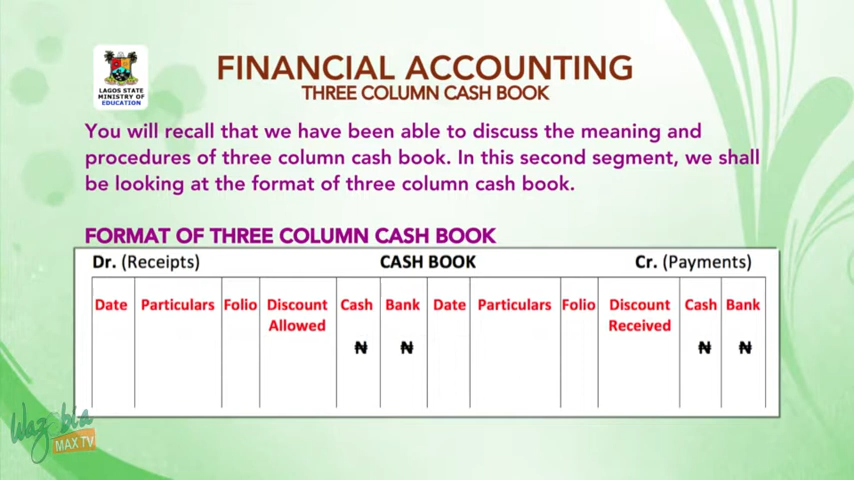 LAGOS STATE
MINISTRY OF
EDUCATION
FINANCIAL ACCOUNTING
THREE COLUMN CASH BOOK
You will recall that we have been able to discuss the meaning and
procedures of three column cash book. In this second segment, we shall
be looking at the format of three column cash book.
FORMAT OF THREE COLUMN CASH BOOK
Dr. (Receipts) CASH BOOK Cr. (Payments)
Date Particulars Folio Discount Cash Bank Date Particulars Folio Discount Cash Bank
Allowed Received
₦ ₦ ₦ ₦
Wazobia
MAX TV